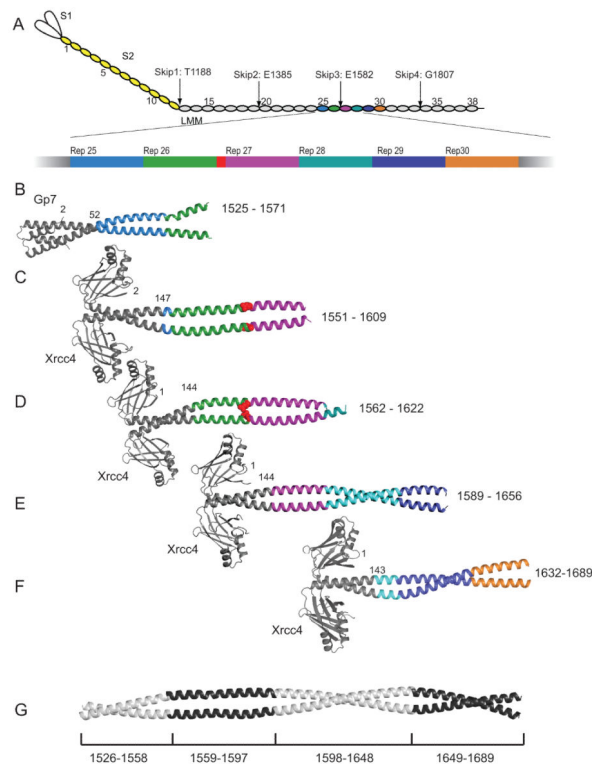 A
S1
S2
1
5
10
15
20
25
30
35
38
Skip1: T1188
Skip2: E1385
Skip3: E1582
Skip4: G1807
LMM
Rep 25
Rep 26
Rep 27
Rep 28
Rep 29
Rep30
B
Gp7
2
52
1525 - 1571
C
2
147
1551 - 1609
Xrcc4
D
1
144
1562 - 1622
Xrcc4
E
1
144
1589 - 1656
Xrcc4
F
1
143
1632-1689
Xrcc4
G
1526-1558
1559-1597
1598-1648
1649-1689